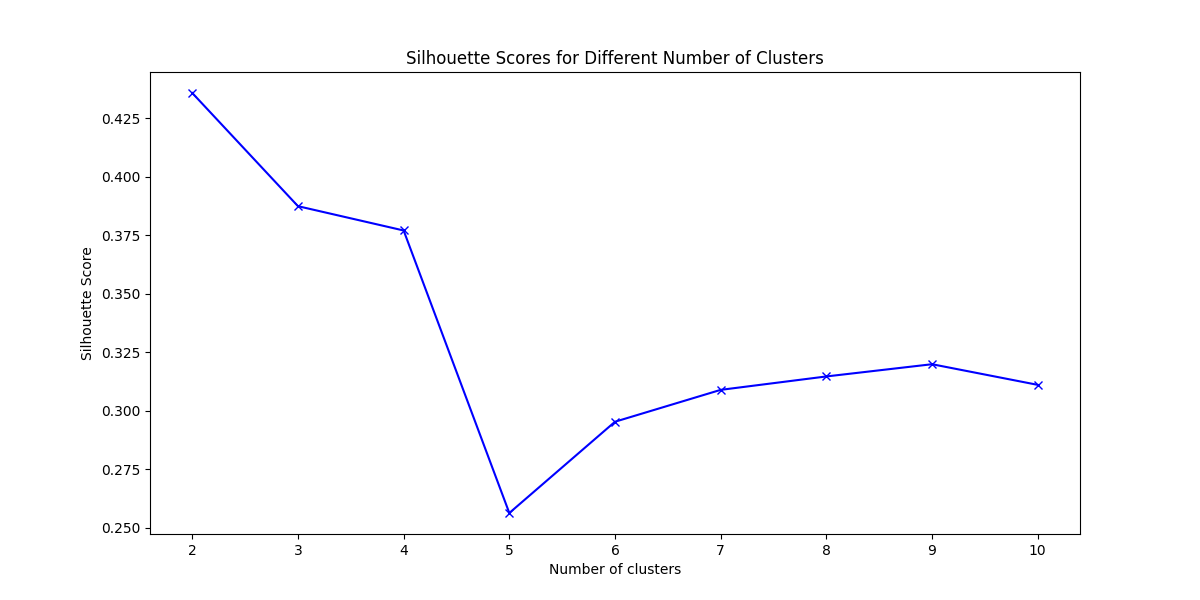 Silhouette Scores for Different Number of Clusters
Silhouette Score
0.425
0.400
0.375
0.350
0.325
0.300
0.275
0.250
2 3 4 5 6 7 8 9 10
Number of clusters